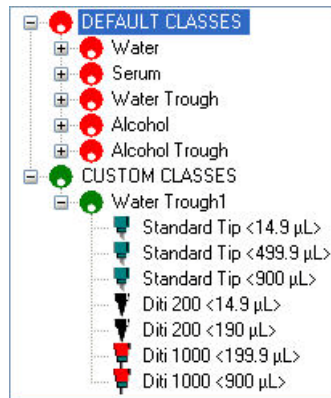 DEFAULT CLASSES
Water
Serum
Water Trough
Alcohol
Alcohol Trough
CUSTOM CLASSES
Water Trough1
Standard Tip <14.9 µL>
Standard Tip <499.9 µL>
Standard Tip <900 µL>
Diti 200 <14.9 µL>
Diti 200 <190 µL>
Diti 1000 <199.9 µL>
Diti 1000 <900 µL>